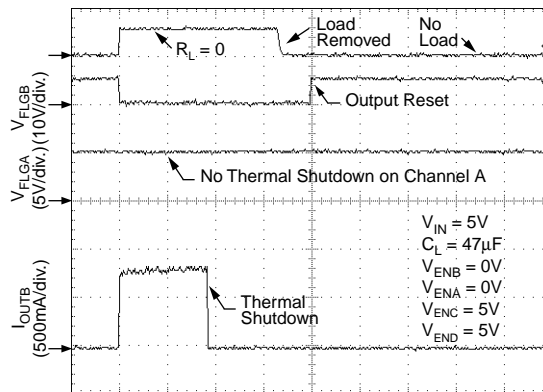 Load
Removed
No
Load
R_L = 0
V_FLGB
(10V/div.)
Output Reset
V_FLGA
(5V/div.)
No Thermal Shutdown on Channel A
V_IN = 5V
C_L = 47µF
V_ENB = 0V
V_ENA = 0V
V_ENC = 5V
V_END = 5V
I_OUTB
(500mA/div.)
Thermal
Shutdown